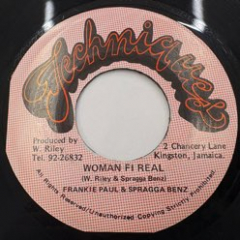 Techniques
Produced by
W. Riley
Tel. 92-26832
2 Chancery Lane
Kingston, Jamaica.
WOMAN FI REAL
(W. Riley & Spragga Benz)
FRANKIE PAUL & SPRAGGA BENZ
All Rights Reserved/Unauthorized Copying Strictly Prohibited.